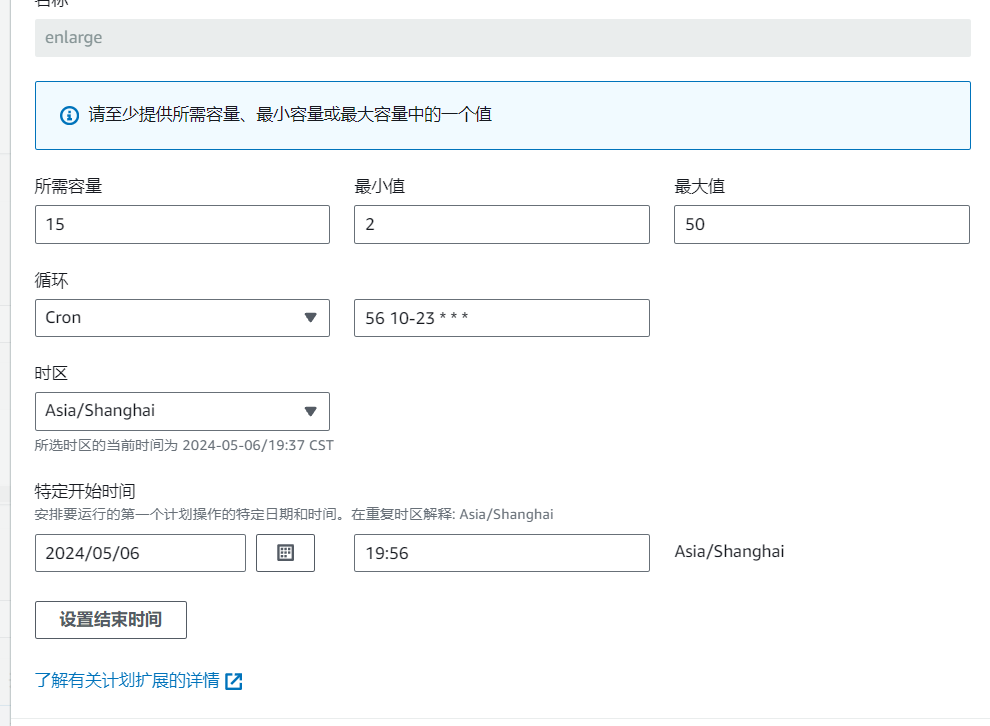 名称
enlarge
请至少提供所需容量、最小容量或最大容量中的一个值
所需容量 最小值 最大值
15 2 50
循环
Cron 56 10-23 * * *
时区
Asia/Shanghai
所选时区的当前时间为 2024-05-06/19:37 CST
特定开始时间
安排要运行的第一个计划操作的特定日期和时间。在重复时区解释: Asia/Shanghai
2024/05/06 19:56 Asia/Shanghai
设置结束时间
了解有关计划扩展的详情